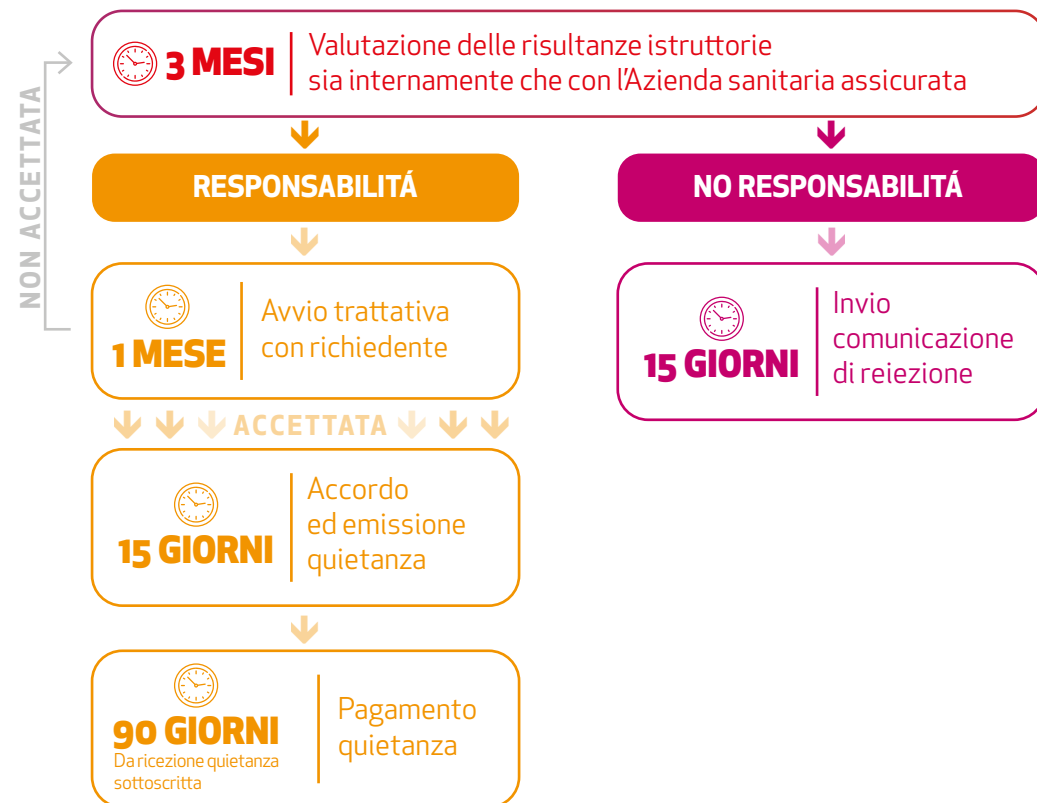 3 MESI
Valutazione delle risultanze istruttorie
sia internamente che con l'Azienda sanitaria assicurata
NON ACCETTATA
RESPONSABILITÁ
NO RESPONSABILITÁ
1 MESE
Avvio trattativa
con richiedente
15 GIORNI
Invio
comunicazione
di reiezione
ACCETTATA
15 GIORNI
Accordo
ed emissione
quietanza
90 GIORNI
Da ricezione quietanza
sottoscritta
Pagamento
quietanza